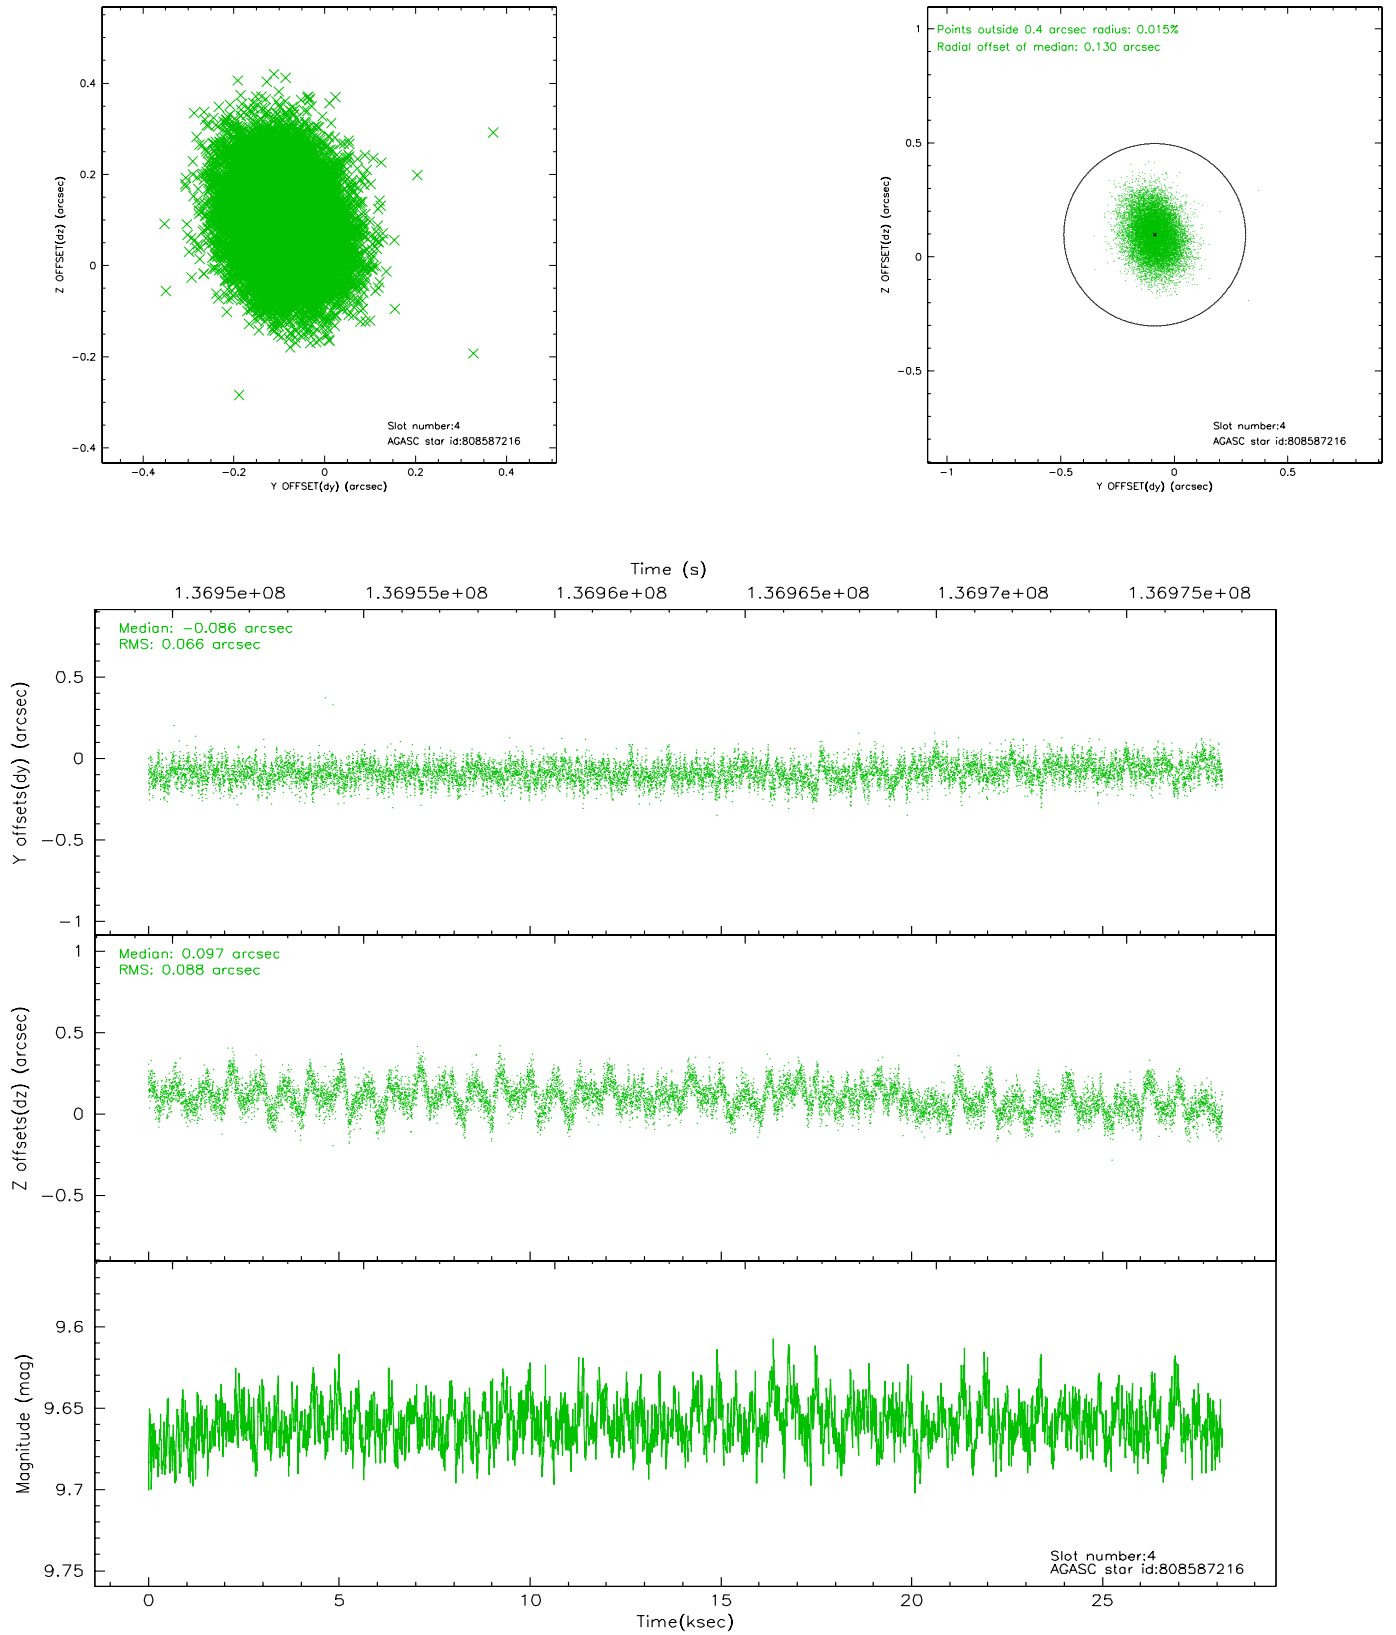 0.4
0.2
0
-0.2
-0.4
Z OFFSET(dz) (arcsec)
Slot number:4
AGASC star id:808587216
-0.4 -0.2 0 0.2 0.4
Y OFFSET(dy) (arcsec)
Points outside 0.4 arcsec radius: 0.015%
Radial offset of median: 0.130 arcsec
1
0.5
0
-0.5
Z OFFSET(dz) (arcsec)
Slot number:4
AGASC star id:808587216
-1 -0.5 0 0.5
Y OFFSET(dy) (arcsec)
Time (s)
1.3695e+08 1.36955e+08 1.3696e+08 1.36965e+08 1.3697e+08 1.36975e+08
Median: -0.086 arcsec
RMS: 0.066 arcsec
0.5
0
-0.5
-1
Y offsets(dy) (arcsec)
Median: 0.097 arcsec
RMS: 0.088 arcsec
1
0.5
0
-0.5
Z offsets(dz) (arcsec)
9.6
9.65
9.7
9.75
Magnitude (mag)
Slot number:4
AGASC star id:808587216
0 5 10 15 20 25
Time(ksec)